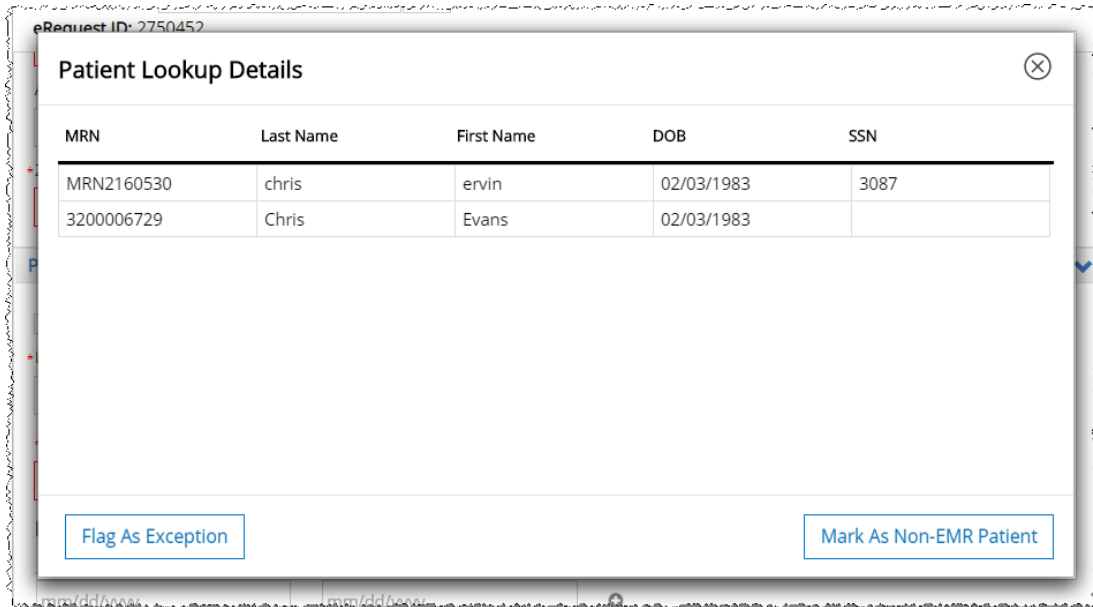 eRequest ID: 2750452
Patient Lookup Details
MRN Last Name First Name DOB SSN
MRN2160530 chris ervin 02/03/1983 3087
3200006729 Chris Evans 02/03/1983
Flag As Exception Mark As Non-EMR Patient
mm/dd/yyyy mm/dd/yyyy